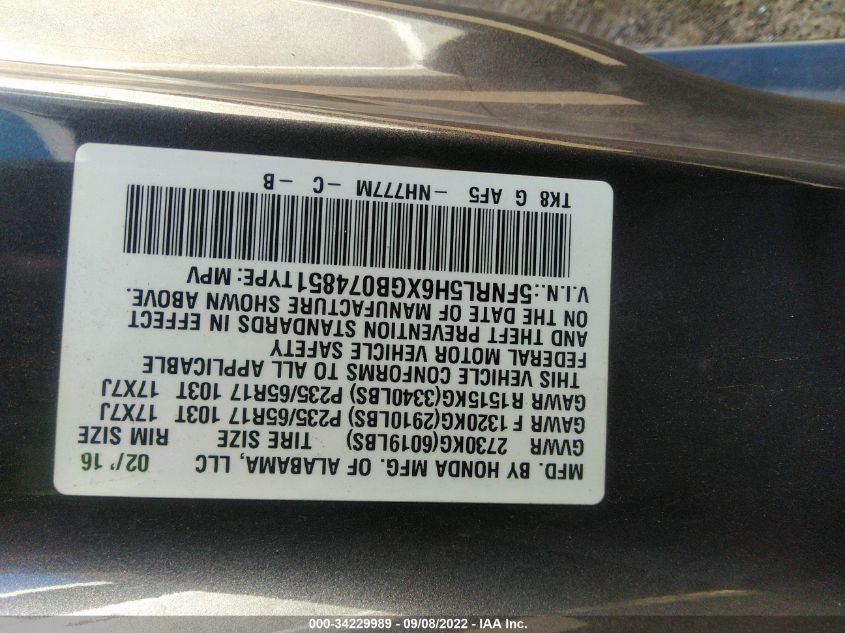 MFD. BY HONDA MFG. OF ALABAMA, LLC 02/'16
GVWR 2730KG(6019LBS) TIRE SIZE RIM SIZE
GAWR F 1320KG(2910LBS) P235/65R17 103T 17X7J
GAWR R1515KG(3340LBS) P235/65R17 103T 17X7J
THIS VEHICLE CONFORMS TO ALL APPLICABLE
FEDERAL MOTOR VEHICLE SAFETY
AND THEFT PREVENTION STANDARDS IN EFFECT
ON THE DATE OF MANUFACTURE SHOWN ABOVE.
V.I.N.:5FNRL5H6XGB074851 TYPE: MPV
TK8 G AF5 -NH777M - C - B
000-34229989 - 09/08/2022 - IAA Inc.